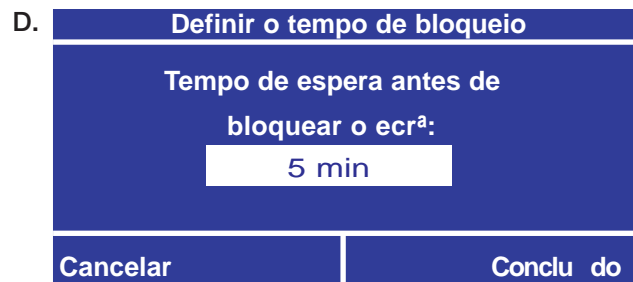 D.
Definir o tempo de bloqueio
Tempo de espera antes de
bloquear o ecrª:
5 min
Cancelar
Conclu do